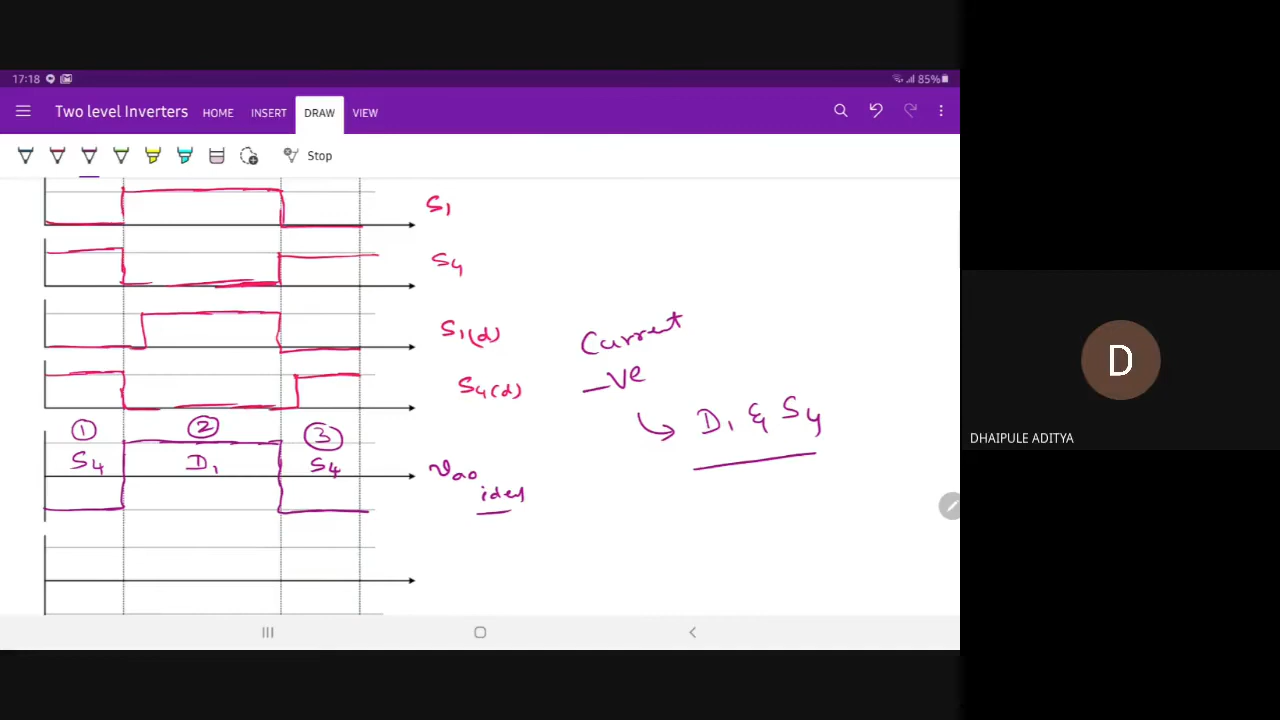 17:18
85%
Two level Inverters
HOME
INSERT
DRAW
VIEW
Stop
S1
S4
S1(d)
S4(d)
Current
-ve
D1 & S4
①
②
③
S4
D1
S4
Vao
D
DHAIPULE ADITYA